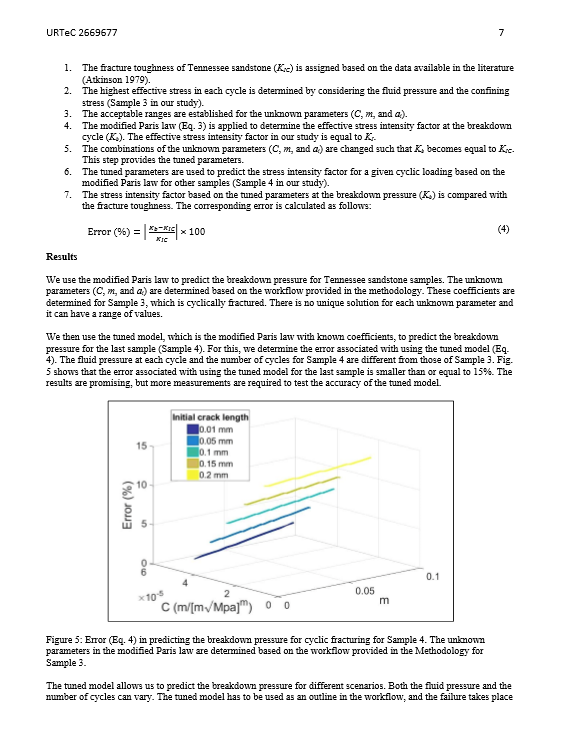 URTeC 2669677 7
1. The fracture toughness of Tennessee sandstone (K_IC) is assigned based on the data available in the literature
(Atkinson 1979).
2. The highest effective stress in each cycle is determined by considering the fluid pressure and the confining
stress (Sample 3 in our study).
3. The acceptable ranges are established for the unknown parameters (C, m, and a_i).
4. The modified Paris law (Eq. 3) is applied to determine the effective stress intensity factor at the breakdown
cycle (K_b). The effective stress intensity factor in our study is equal to K_I.
5. The combinations of the unknown parameters (C, m, and a_i) are changed such that K_b becomes equal to K_IC.
This step provides the tuned parameters.
6. The tuned parameters are used to predict the stress intensity factor for a given cyclic loading based on the
modified Paris law for other samples (Sample 4 in our study).
7. The stress intensity factor based on the tuned parameters at the breakdown pressure (K_b) is compared with
the fracture toughness. The corresponding error is calculated as follows:
Error (%) = |(K_b−K_IC)/K_IC| × 100 (4)
Results
We use the modified Paris law to predict the breakdown pressure for Tennessee sandstone samples. The unknown
parameters (C, m, and a_i) are determined based on the workflow provided in the methodology. These coefficients are
determined for Sample 3, which is cyclically fractured. There is no unique solution for each unknown parameter and
it can have a range of values.
We then use the tuned model, which is the modified Paris law with known coefficients, to predict the breakdown
pressure for the last sample (Sample 4). For this, we determine the error associated with using the tuned model (Eq.
4). The fluid pressure at each cycle and the number of cycles for Sample 4 are different from those of Sample 3. Fig.
5 shows that the error associated with using the tuned model for the last sample is smaller than or equal to 15%. The
results are promising, but more measurements are required to test the accuracy of the tuned model.
Initial crack length
0.01 mm
0.05 mm
0.1 mm
0.15 mm
0.2 mm
15
10
5
0
Error (%)
6
4
2
0
×10⁻⁵
C (m/[m√Mpa]ᵐ)
0
0.05
0.1
m
Figure 5: Error (Eq. 4) in predicting the breakdown pressure for cyclic fracturing for Sample 4. The unknown
parameters in the modified Paris law are determined based on the workflow provided in the Methodology for
Sample 3.
The tuned model allows us to predict the breakdown pressure for different scenarios. Both the fluid pressure and the
number of cycles can vary. The tuned model has to be used as an outline in the workflow, and the failure takes place